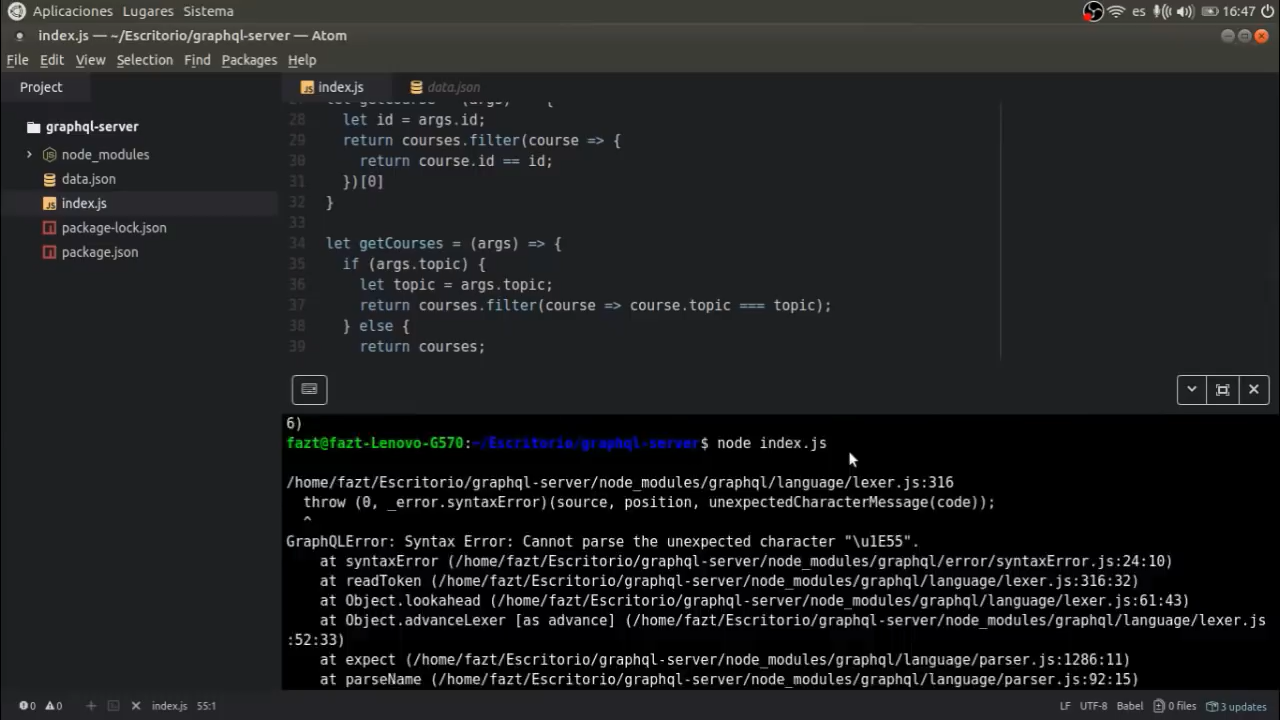 Aplicaciones Lugares Sistema
es 16:47
index.js — ~/Escritorio/graphql-server — Atom
File Edit View Selection Find Packages Help
Project
index.js
data.json
graphql-server
node_modules
data.json
index.js
package-lock.json
package.json
28 let id = args.id;
29 return courses.filter(course => {
30 return course.id == id;
31 })[0]
32 }
33
34 let getCourses = (args) => {
35 if (args.topic) {
36 let topic = args.topic;
37 return courses.filter(course => course.topic === topic);
38 } else {
39 return courses;
6)
fazt@fazt-Lenovo-G570:~/Escritorio/graphql-server$ node index.js
/home/fazt/Escritorio/graphql-server/node_modules/graphql/language/lexer.js:316
throw (0, _error.syntaxError)(source, position, unexpectedCharacterMessage(code));
^
GraphQLError: Syntax Error: Cannot parse the unexpected character "\u1E55".
at syntaxError (/home/fazt/Escritorio/graphql-server/node_modules/graphql/error/syntaxError.js:24:10)
at readToken (/home/fazt/Escritorio/graphql-server/node_modules/graphql/language/lexer.js:316:32)
at Object.lookahead (/home/fazt/Escritorio/graphql-server/node_modules/graphql/language/lexer.js:61:43)
at Object.advanceLexer [as advance] (/home/fazt/Escritorio/graphql-server/node_modules/graphql/language/lexer.js
:52:33)
at expect (/home/fazt/Escritorio/graphql-server/node_modules/graphql/language/parser.js:1286:11)
at parseName (/home/fazt/Escritorio/graphql-server/node_modules/graphql/language/parser.js:92:15)
0 0 index.js 55:1
LF UTF-8 Babel 0 files 3 updates